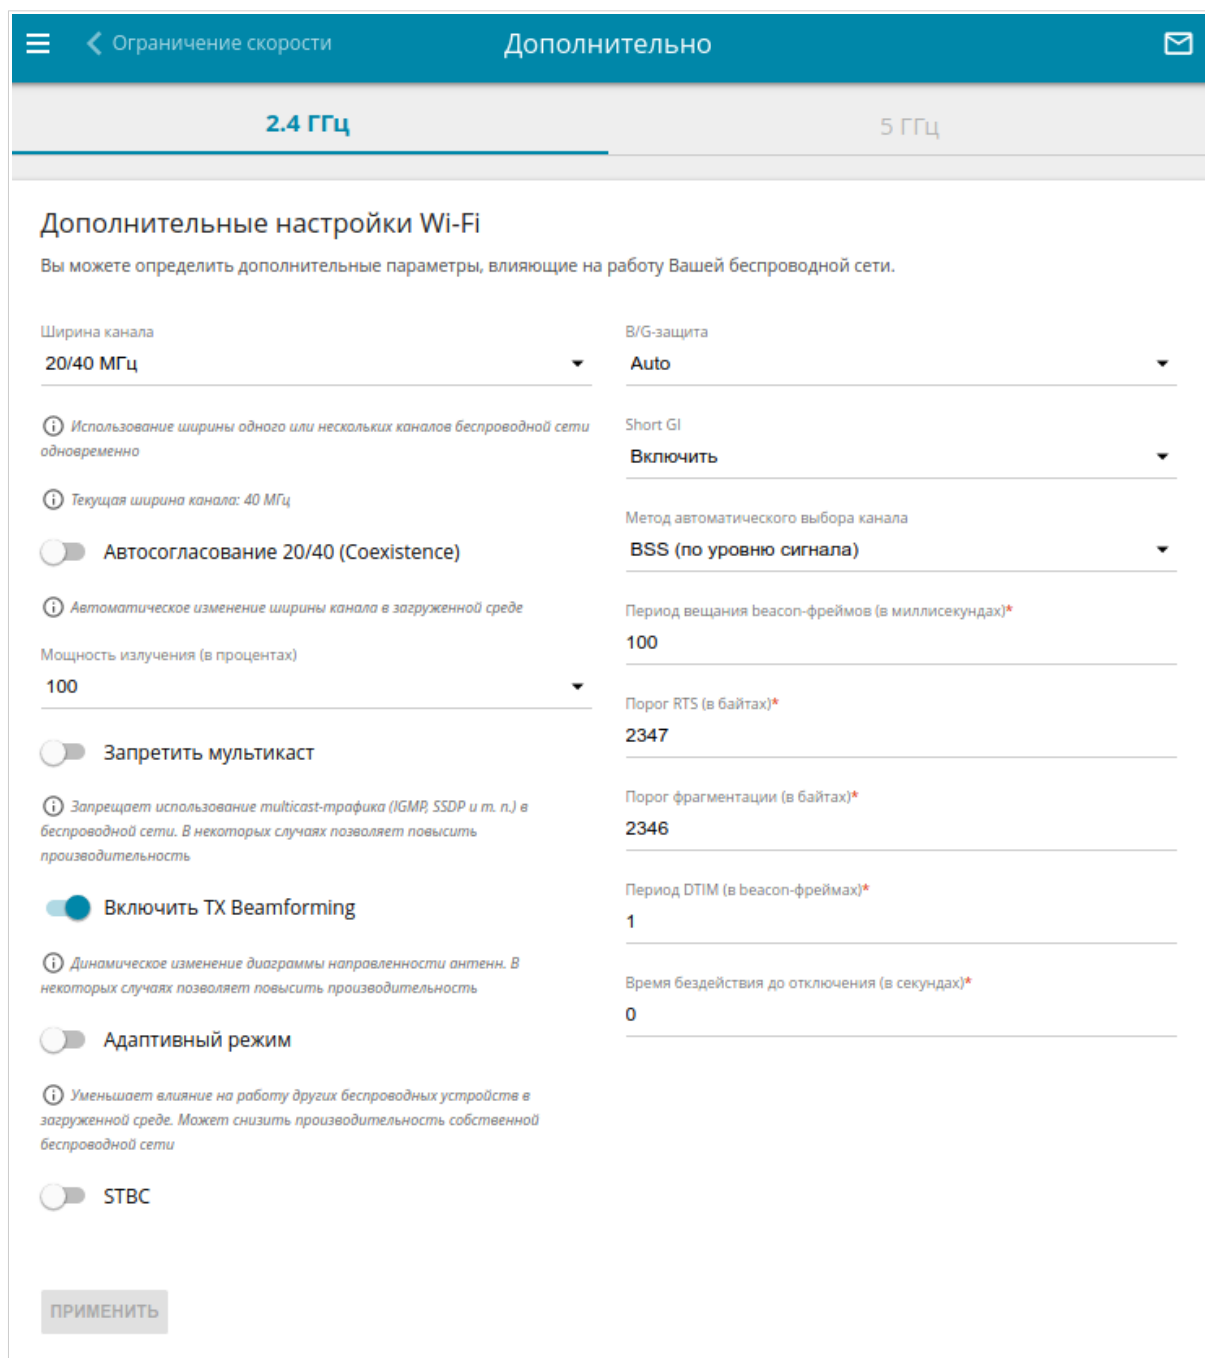 Ограничение скорости
Дополнительно
2.4 ГГц
5 ГГц
Дополнительные настройки Wi-Fi
Вы можете определить дополнительные параметры, влияющие на работу Вашей беспроводной сети.
Ширина канала
20/40 МГц
Использование ширины одного или нескольких каналов беспроводной сети
одновременно
Текущая ширина канала: 40 МГц
Автосогласование 20/40 (Coexistence)
Автоматическое изменение ширины канала в загруженной среде
Мощность излучения (в процентах)
100
Запретить мультикаст
Запрещает использование multicast-трафика (IGMP, SSDP и т. п.) в
беспроводной сети. В некоторых случаях позволяет повысить
производительность
Включить TX Beamforming
Динамическое изменение диаграммы направленности антенн. В
некоторых случаях позволяет повысить производительность
Адаптивный режим
Уменьшает влияние на работу других беспроводных устройств в
загруженной среде. Может снизить производительность собственной
беспроводной сети
STBC
B/G-защита
Auto
Short GI
Включить
Метод автоматического выбора канала
BSS (по уровню сигнала)
Период вещания beacon-фреймов (в миллисекундах)*
100
Порог RTS (в байтах)*
2347
Порог фрагментации (в байтах)*
2346
Период DTIM (в beacon-фреймах)*
1
Время бездействия до отключения (в секундах)*
0
ПРИМЕНИТЬ